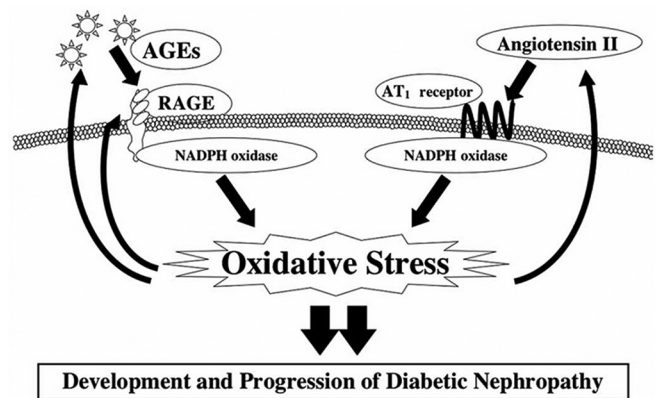 AGEs
Angiotensin II
RAGE
AT₁ receptor
NADPH oxidase
NADPH oxidase
Oxidative Stress
Development and Progression of Diabetic Nephropathy